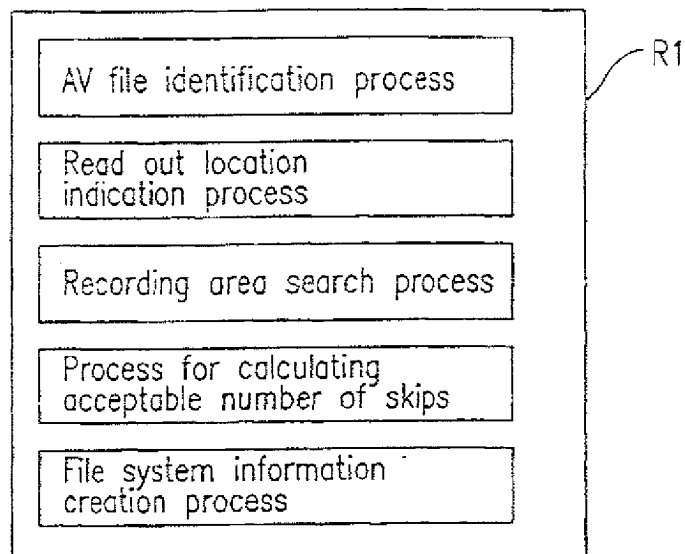 AV file identification process
R1
Read out location
indication process
Recording area search process
Process for calculating
acceptable number of skips
File system information
creation process